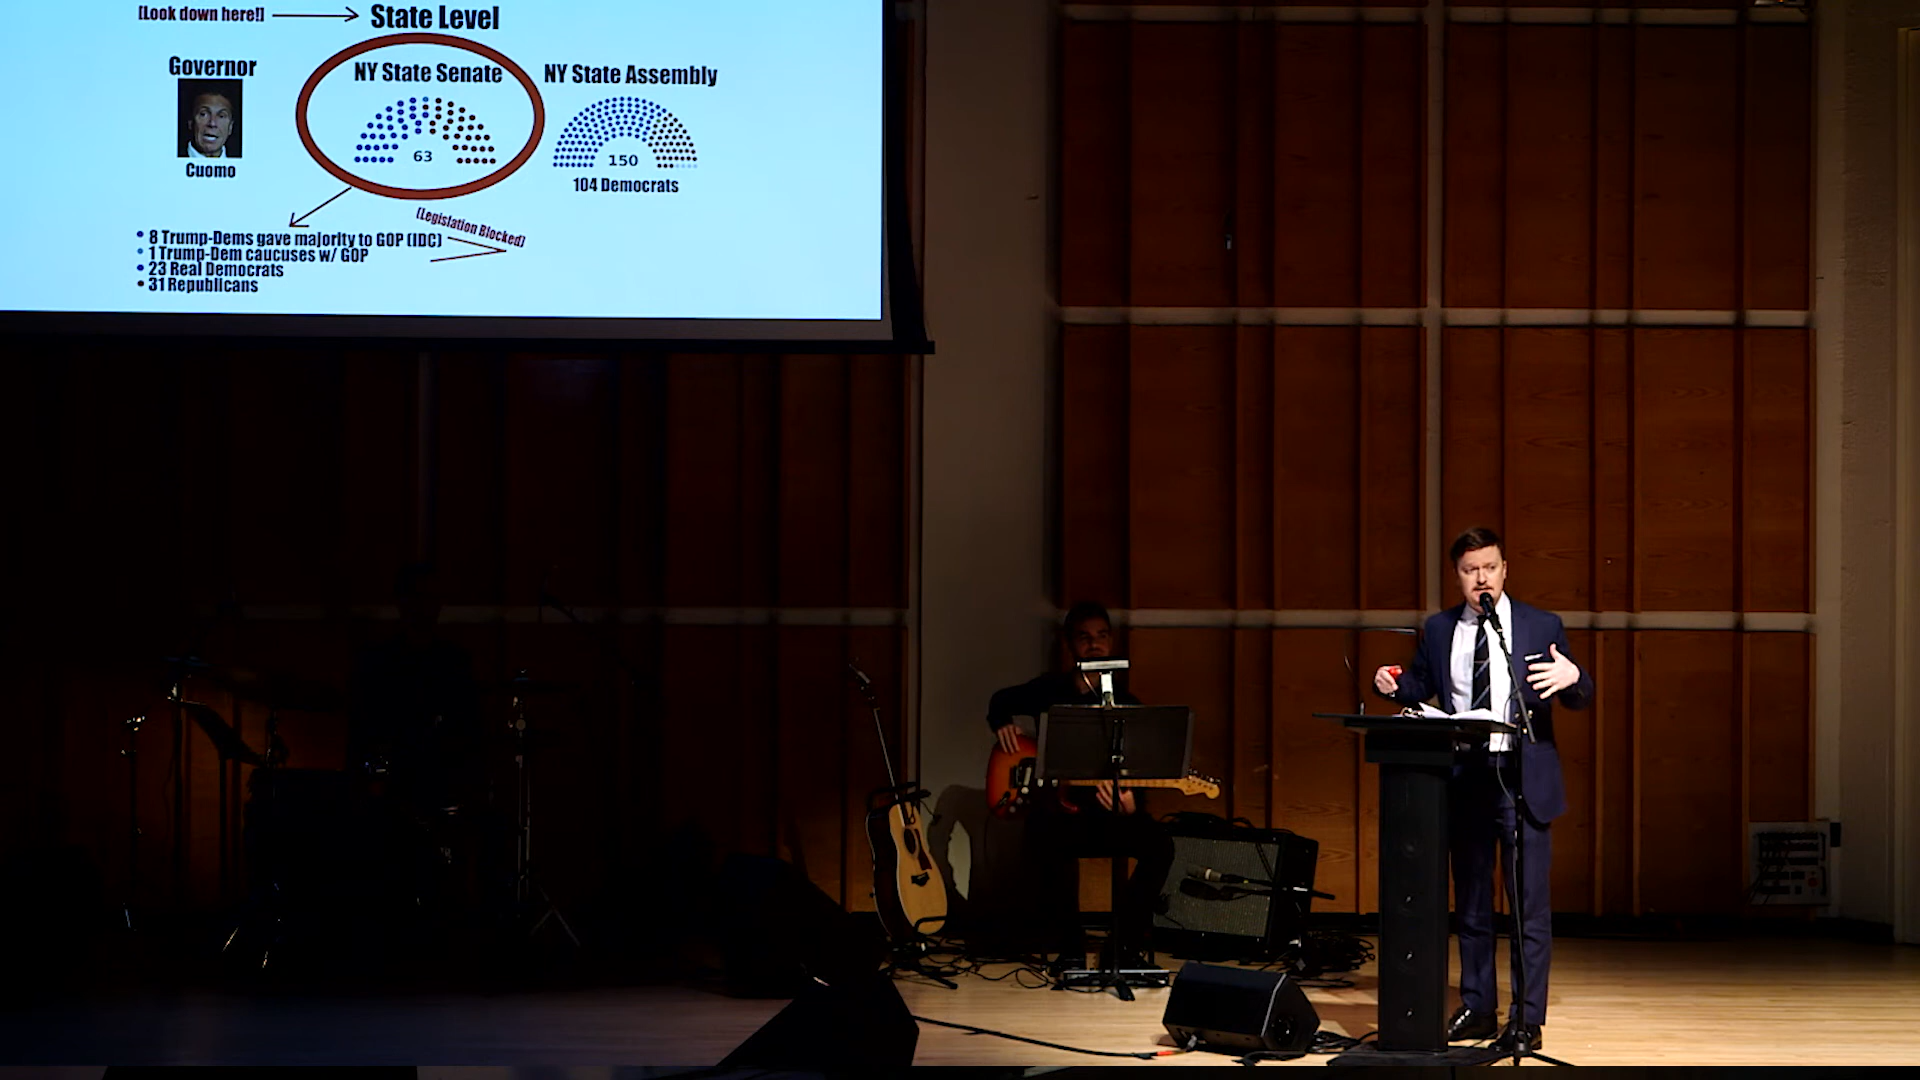 [Look down here!]
State Level
Governor
NY State Senate
NY State Assembly
63
150
Cuomo
104 Democrats
[Legislation Blocked]
8 Trump-Dems gave majority to GOP (IDC)
1 Trump-Dem caucuses w/ GOP
23 Real Democrats
31 Republicans